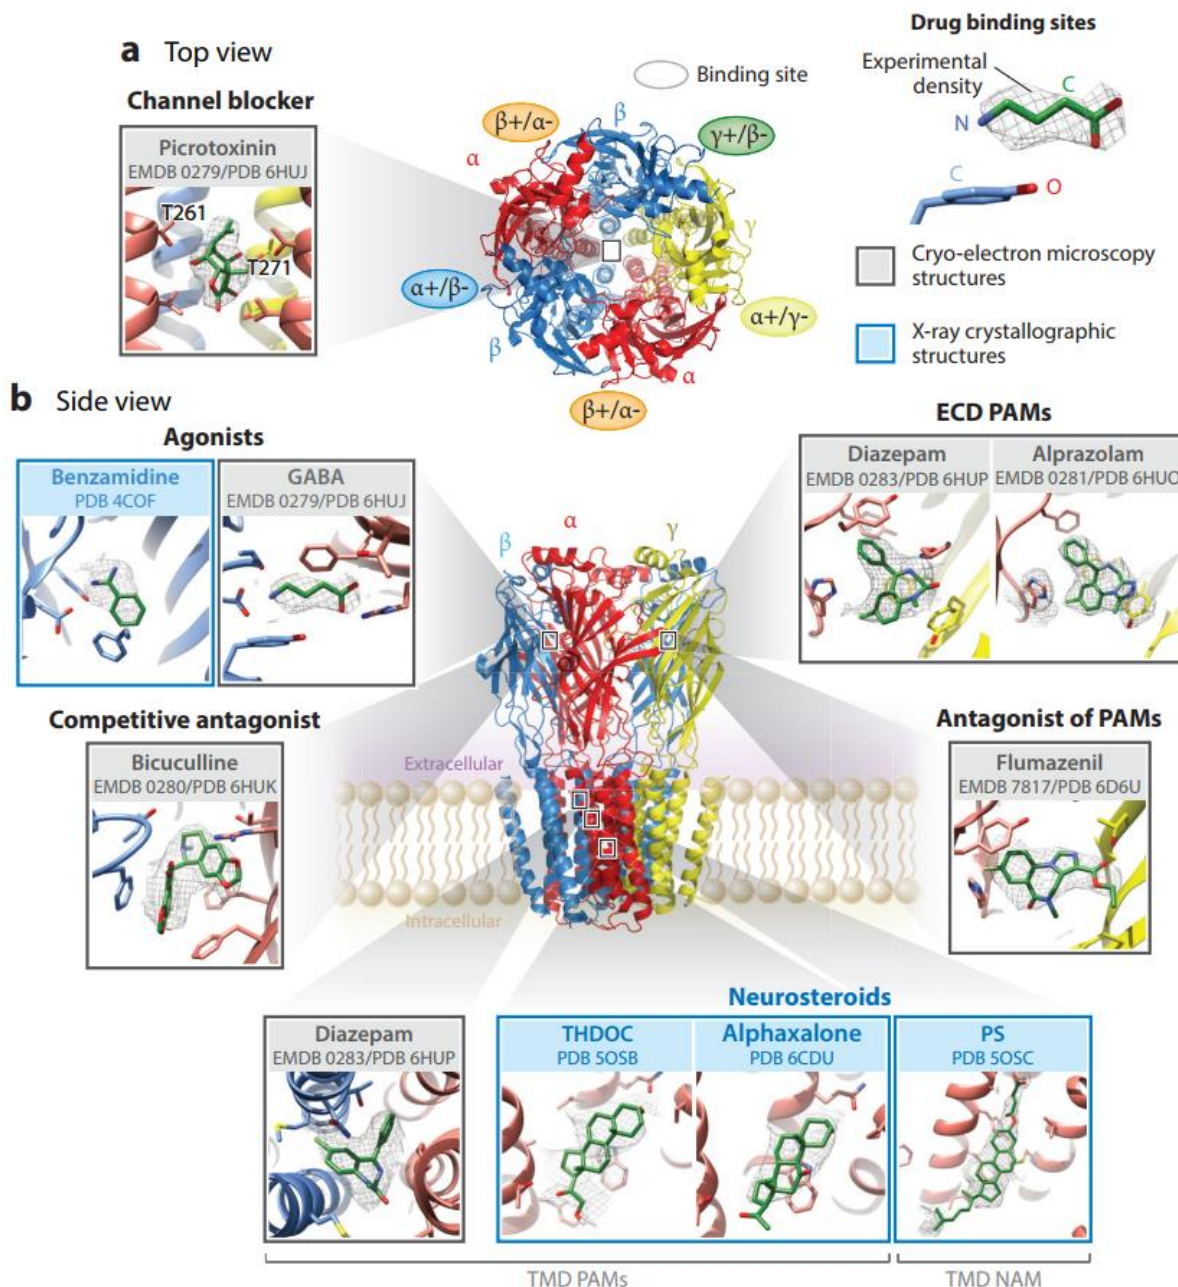 a Top view
Channel blocker
Picrotoxinin
EMDB 0279/PDB 6HUJ
T261
T271
Binding site
β+/α-
β
γ+/β-
α
γ
α+/β-
α+/γ-
β
α
β+/α-
Drug binding sites
Experimental
density
C
N
C
O
Cryo-electron microscopy
structures
X-ray crystallographic
structures
b Side view
Agonists
Benzamidine
PDB 4COF
GABA
EMDB 0279/PDB 6HUJ
ECD PAMs
Diazepam
EMDB 0283/PDB 6HUP
Alprazolam
EMDB 0281/PDB 6HUO
α
β
γ
Competitive antagonist
Bicuculline
EMDB 0280/PDB 6HUK
Extracellular
Intracellular
Antagonist of PAMs
Flumazenil
EMDB 7817/PDB 6D6U
Diazepam
EMDB 0283/PDB 6HUP
Neurosteroids
THDOC
PDB 5OSB
Alphaxalone
PDB 6CDU
PS
PDB 5OSC
TMD PAMs
TMD NAM